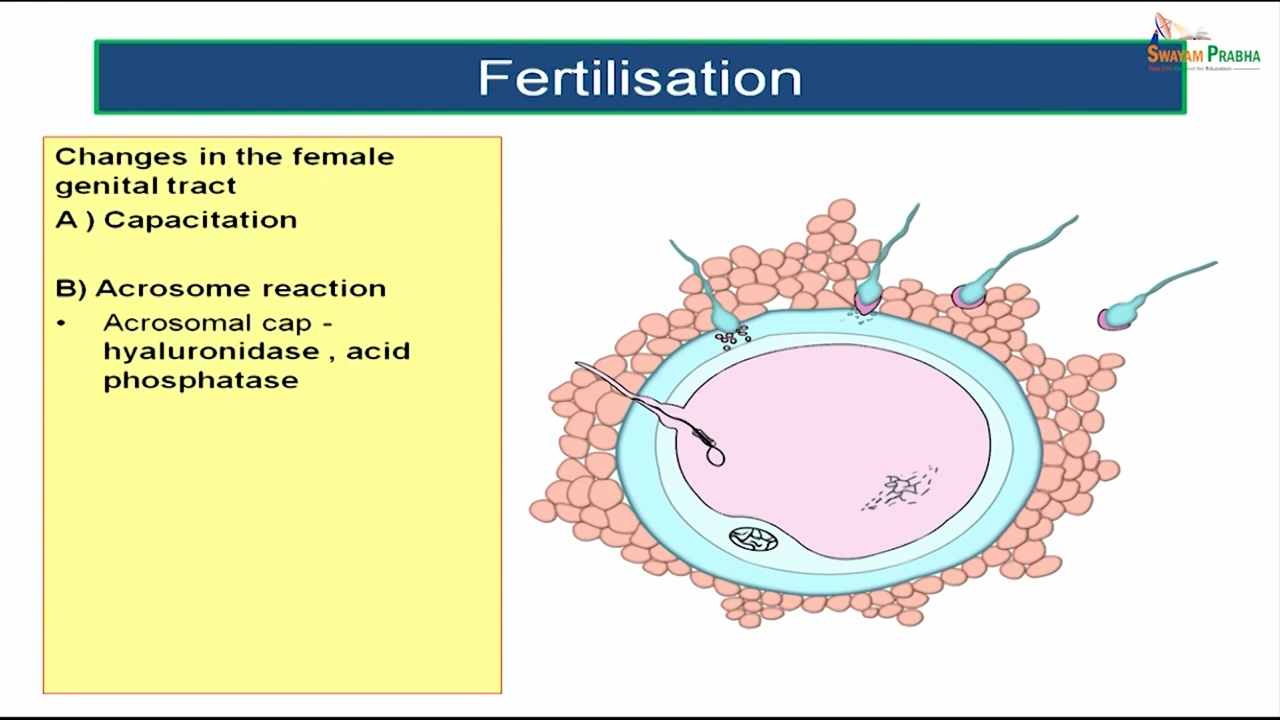 SWAYAM PRABHA
Fertilisation
Changes in the female
genital tract
A ) Capacitation
B) Acrosome reaction
• Acrosomal cap -
hyaluronidase , acid
phosphatase